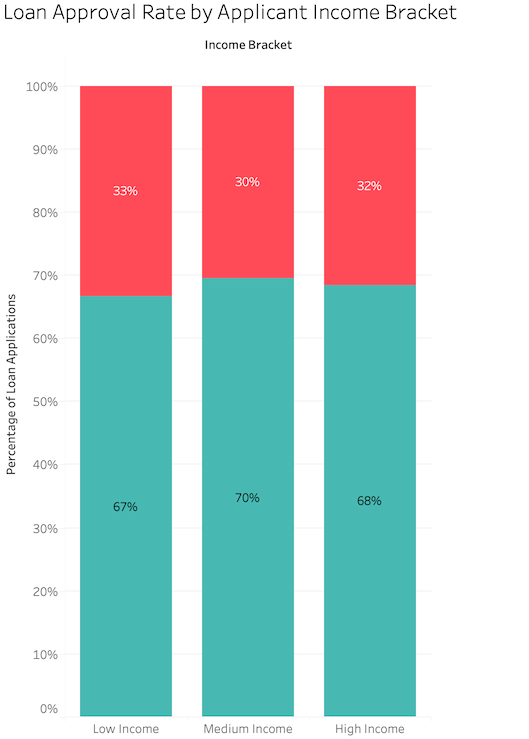 Loan Approval Rate by Applicant Income Bracket
Income Bracket
100%
90%
80%
70%
60%
50%
40%
30%
20%
10%
0%
Percentage of Loan Applications
33%
30%
32%
67%
70%
68%
Low Income
Medium Income
High Income